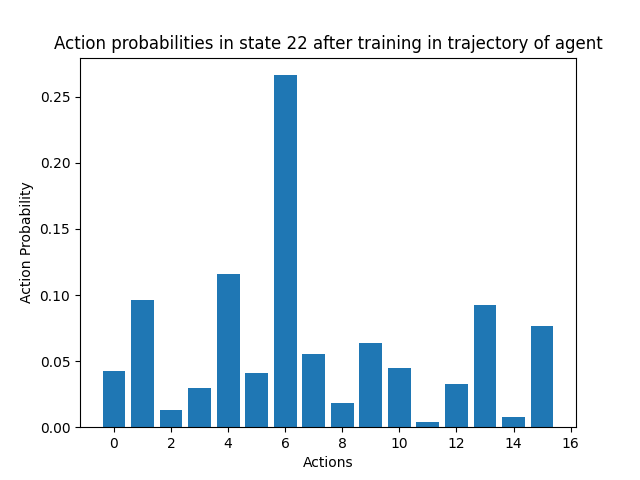 Action probabilities in state 22 after training in trajectory of agent
0.25
0.20
0.15
0.10
0.05
0.00
Action Probability
0 2 4 6 8 10 12 14 16
Actions